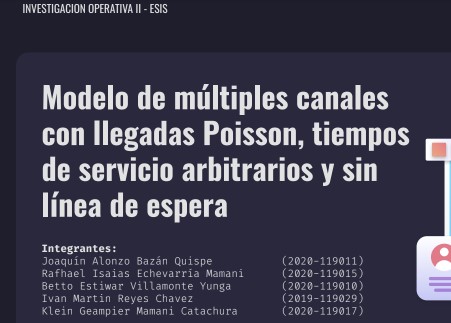 INVESTIGACION OPERATIVA II - ESIS
Modelo de múltiples canales
con llegadas Poisson, tiempos
de servicio arbitrarios y sin
línea de espera
Integrantes:
Joaquín Alonzo Bazán Quispe (2020-119011)
Rafhael Isaias Echevarría Mamani (2020-119015)
Betto Estiwar Villamonte Yunga (2020-119010)
Ivan Martin Reyes Chavez (2019-119029)
Klein Geampier Mamani Catachura (2020-119017)